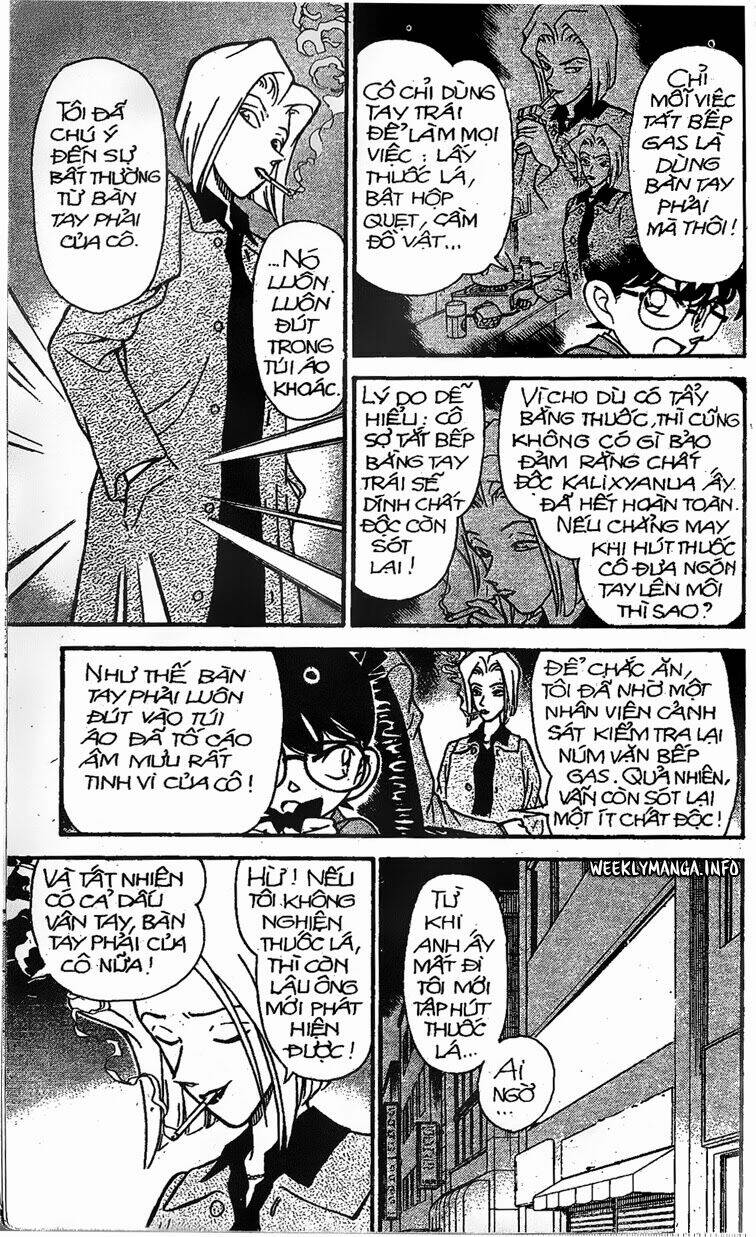 CHỈ
MỖI VIỆC
TẮT BẾP
GAS LÀ
DÙNG
BÀN TAY
PHẢI
MÀ THÔI!
CÔ CHỈ DÙNG
TAY TRÁI
ĐỂ LÀM MỌI
VIỆC : LẤY
THUỐC LÁ,
BẬT HỘP
QUẸT, CẦM
ĐỒ VẬT...
TÔI ĐÃ
CHÚ Ý
ĐẾN SỰ
BẤT THƯỜNG
TỪ BÀN
TAY PHẢI
CỦA CÔ.
...NÓ
LUÔN
LUÔN
ĐÚT
TRONG
TÚI ÁO
KHOÁC.
VÌ CHO DÙ CÓ TẨY
BẰNG THUỐC, THÌ CŨNG
KHÔNG CÓ GÌ BẢO
ĐẢM RẰNG CHẤT
ĐỘC KALI XYANUA ẤY
ĐÃ HẾT HOÀN TOÀN.
NẾU CHẲNG MAY
KHI HÚT THUỐC
CÔ ĐƯA NGÓN
TAY LÊN MÔI
THÌ SAO?
LÝ DO DỄ
HIỂU : CÔ
SỢ TẮT BẾP
BẰNG TAY
TRÁI SẼ
DÍNH CHẤT
ĐỘC CÒN
SÓT
LẠI!
ĐỂ CHẮC ĂN,
TÔI ĐÃ NHỜ MỘT
NHÂN VIÊN CẢNH
SÁT KIỂM TRA LẠI
NÚM VẶN BẾP
GAS. QUẢ NHIÊN,
VẪN CÒN SÓT LẠI
MỘT ÍT CHẤT ĐỘC!
NHƯ THẾ BÀN
TAY PHẢI LUÔN
ĐÚT VÀO TÚI
ÁO ĐÃ TỐ CÁO
ÂM MƯU RẤT
TINH VI CỦA CÔ!
WEEKLYMANGA.INFO
TỪ
KHI
ANH ẤY
MẤT ĐI
TÔI MỚI
TẬP HÚT
THUỐC
LÁ...
AI
NGỜ
...
HỪ! NẾU
TÔI KHÔNG
NGHIỆN
THUỐC LÁ,
THÌ CÒN
LÂU ÔNG
MỚI PHÁT
HIỆN
ĐƯỢC!
VÀ TẤT NHIÊN
CÓ CẢ DẤU
VÂN TAY, BÀN
TAY PHẢI CỦA
CÔ NỮA!